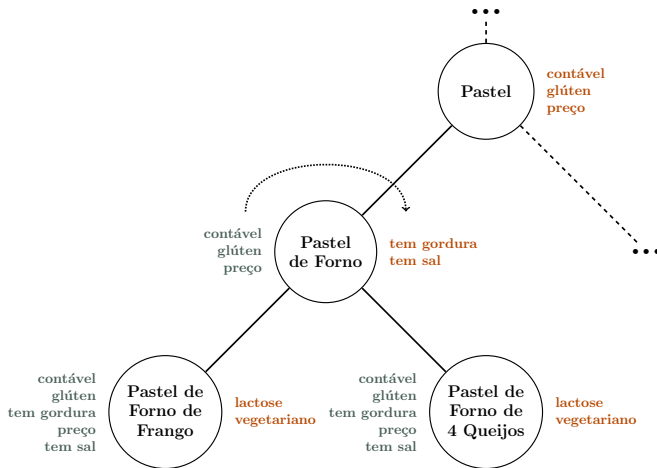 Pastel
contável
glúten
preço
contável
glúten
preço
Pastel
de Forno
tem gordura
tem sal
contável
glúten
tem gordura
preço
tem sal
Pastel de
Forno de
Frango
lactose
vegetariano
contável
glúten
tem gordura
preço
tem sal
Pastel de
Forno de
4 Queijos
lactose
vegetariano